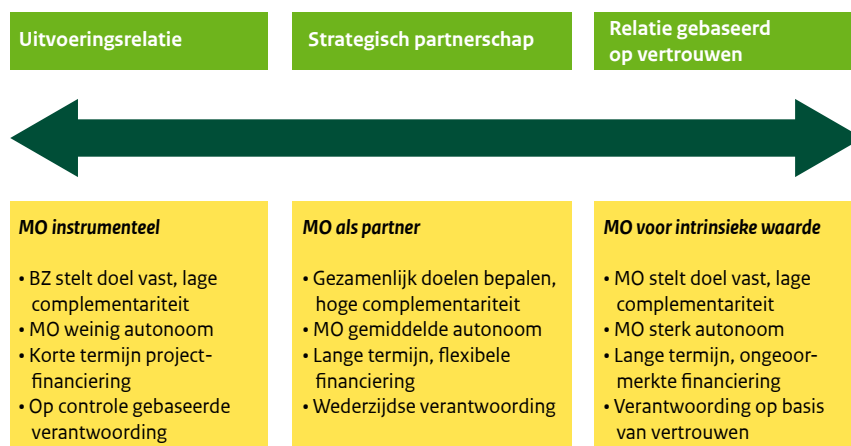 Uitvoeringsrelatie
Strategisch partnerschap
Relatie gebaseerd
op vertrouwen
MO instrumenteel
• BZ stelt doel vast, lage
complementariteit
• MO weinig autonoom
• Korte termijn project-
financiering
• Op controle gebaseerde
verantwoording
MO als partner
• Gezamenlijk doelen bepalen,
hoge complementariteit
• MO gemiddelde autonoom
• Lange termijn, flexibele
financiering
• Wederzijdse verantwoording
MO voor intrinsieke waarde
• MO stelt doel vast, lage
complementariteit
• MO sterk autonoom
• Lange termijn, ongeoor-
merkte financiering
• Verantwoording op basis
van vertrouwen